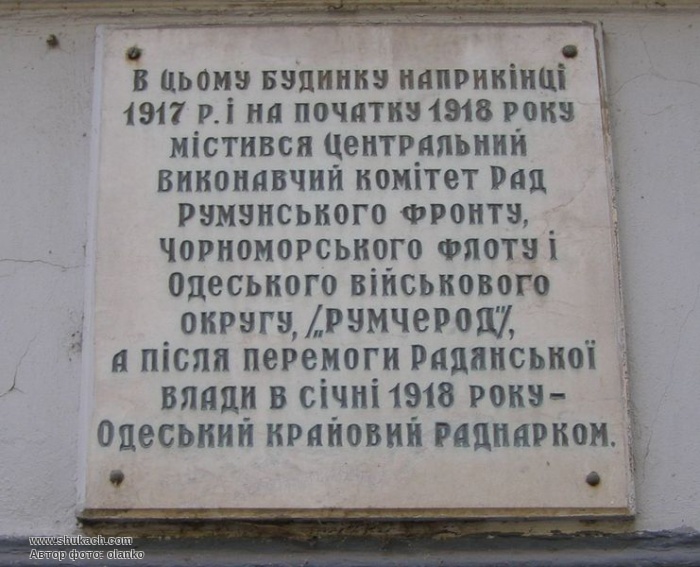 В цьому будинку наприкінці
1917 р. і на початку 1918 року
містився Центральний
виконавчий комітет Рад
Румунського фронту,
Чорноморського флоту і
Одеського військового
округу, /„Румчерод"/,
а після перемоги Радянської
влади в січні 1918 року–
Одеський крайовий раднарком.
www.shukach.com
Автор фото: olanko